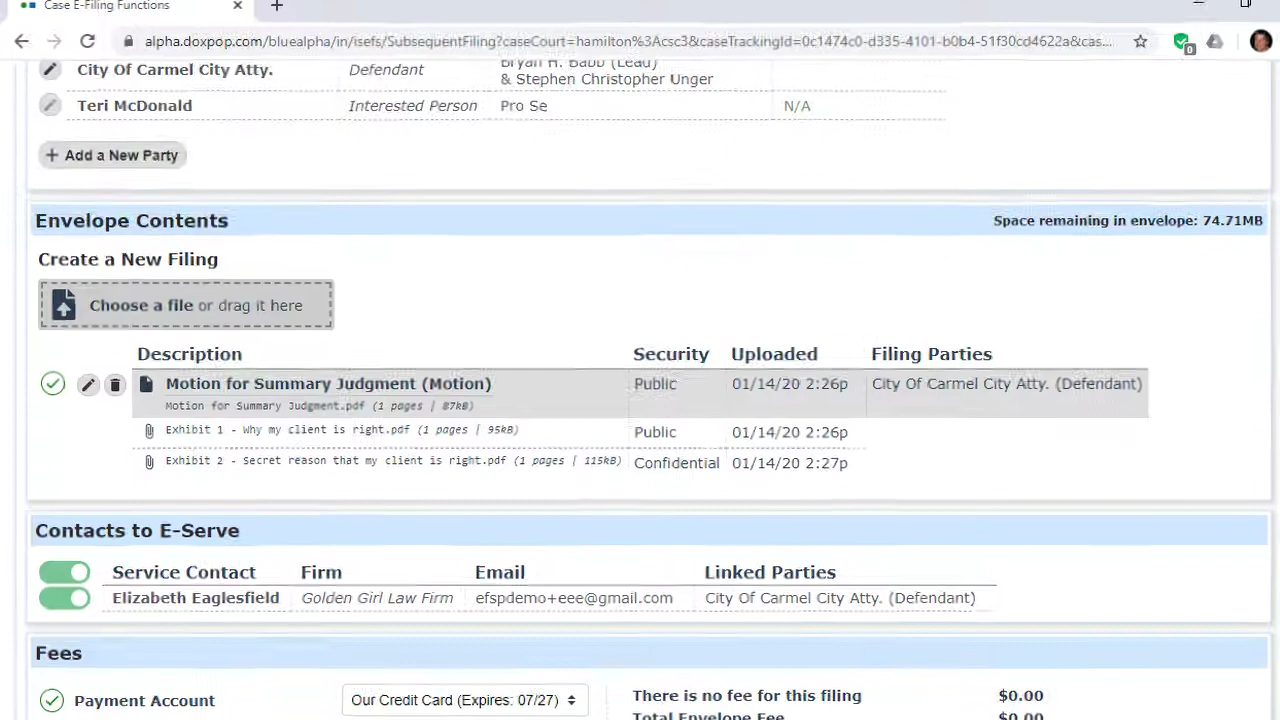 Case E-Filing Functions
alpha.doxpop.com/bluealpha/in/isefs/SubsequentFiling?caseCourt=hamilton%3Acsc3&caseTrackingId=0c1474c0-d335-4101-b0b4-51f30cd4622a&cas...
0
City Of Carmel City Atty. Defendant Bryan H. Babb (Lead)
& Stephen Christopher Unger
Teri McDonald Interested Person Pro Se N/A
+ Add a New Party
Envelope Contents Space remaining in envelope: 74.71MB
Create a New Filing
Choose a file or drag it here
Description Security Uploaded Filing Parties
Motion for Summary Judgment (Motion) Public 01/14/20 2:26p City Of Carmel City Atty. (Defendant)
Motion for Summary Judgment.pdf (1 pages | 87kB)
Exhibit 1 - Why my client is right.pdf (1 pages | 95kB) Public 01/14/20 2:26p
Exhibit 2 - Secret reason that my client is right.pdf (1 pages | 115kB) Confidential 01/14/20 2:27p
Contacts to E-Serve
Service Contact Firm Email Linked Parties
Elizabeth Eaglesfield Golden Girl Law Firm efspdemo+eee@gmail.com City Of Carmel City Atty. (Defendant)
Fees
Payment Account Our Credit Card (Expires: 07/27) There is no fee for this filing $0.00
Total Envelope Fee $0.00